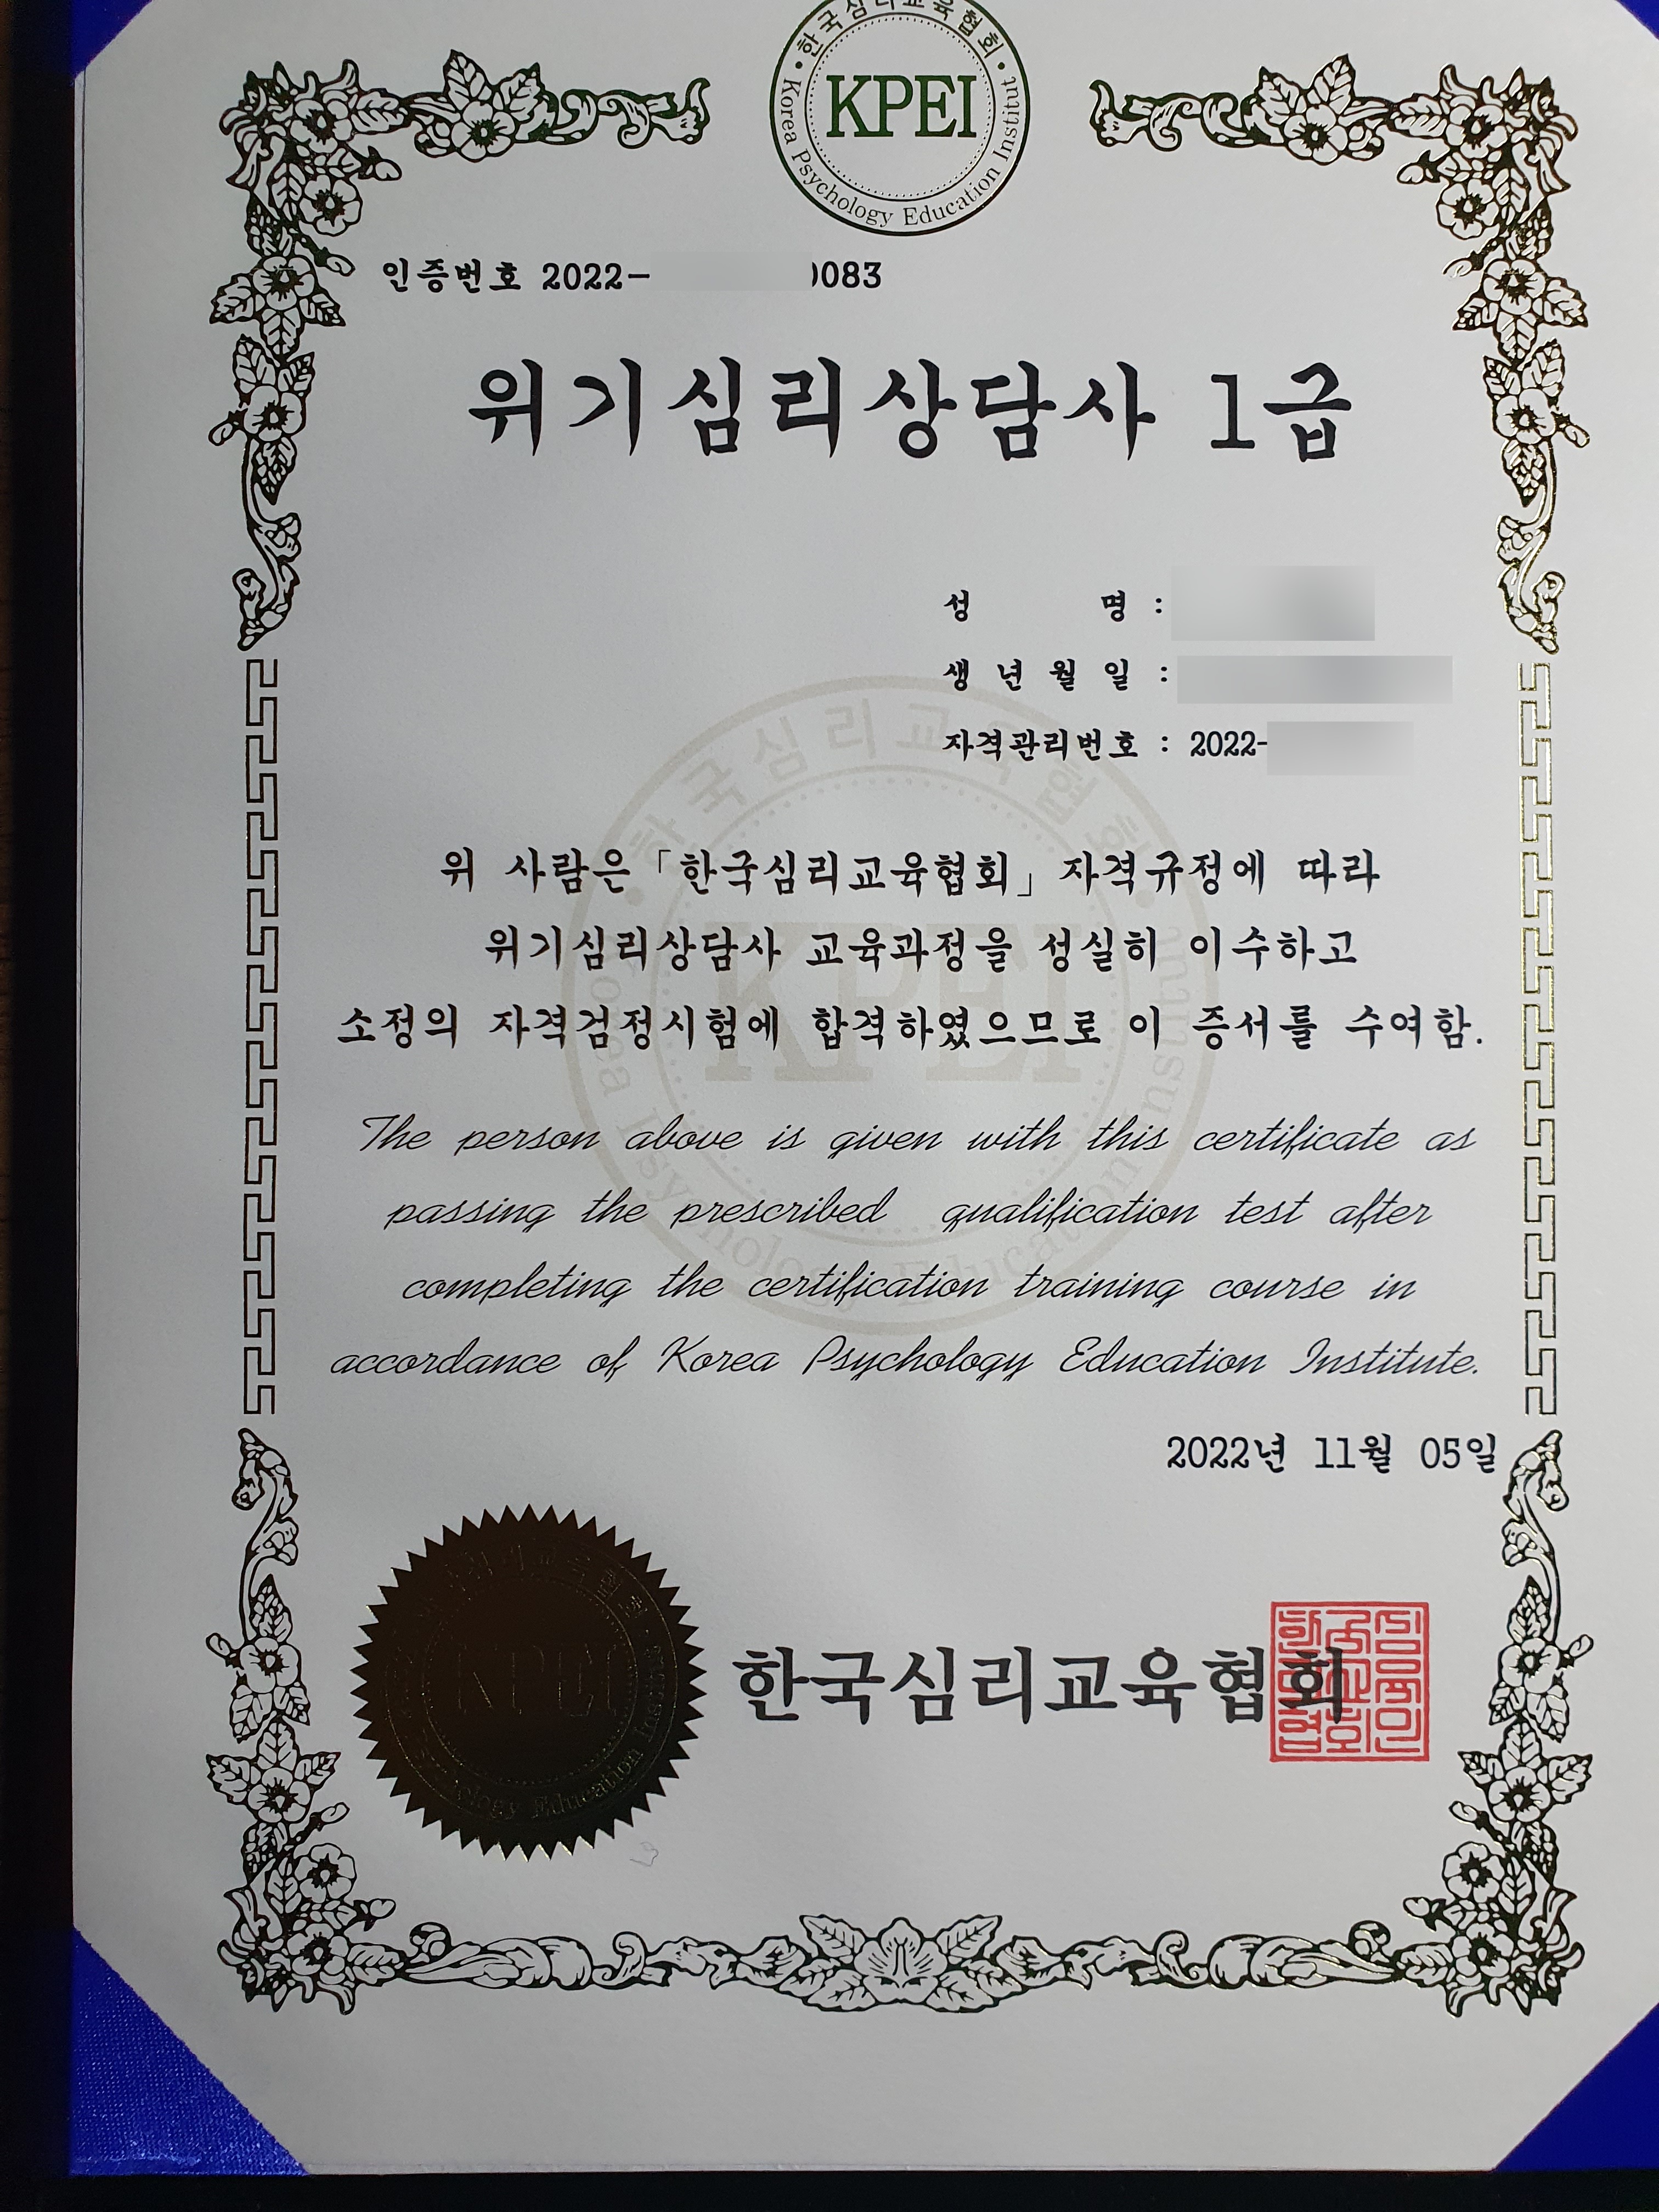 한국심리교육협회
KPEI
Korea Psychology Education Institut
인증번호 2022- 0083
위기심리상담사 1급
성 명 :
생년월일 :
자격관리번호 : 2022-
위 사람은 「한국심리교육협회」 자격규정에 따라
위기심리상담사 교육과정을 성실히 이수하고
소정의 자격검정시험에 합격하였으므로 이 증서를 수여함.
The person above is given with this certificate as
passing the prescribed qualification test after
completing the certification training course in
accordance of Korea Psychology Education Institute.
2022년 11월 05일
KPEI
한국심리교육협회